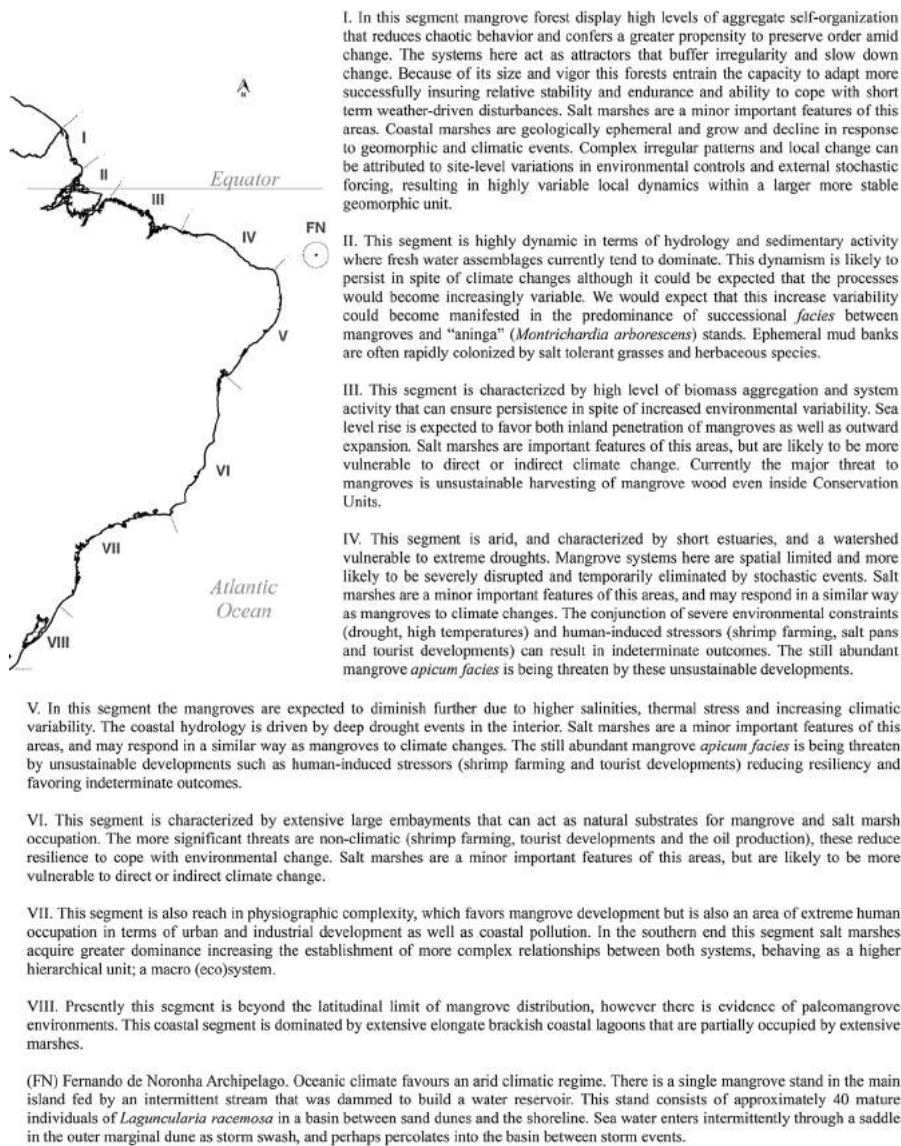 I. In this segment mangrove forest display high levels of aggregate self-organization
that reduces chaotic behavior and confers a greater propensity to preserve order amid
change. The systems here act as attractors that buffer irregularity and slow down
change. Because of its size and vigor this forests entrain the capacity to adapt more
successfully insuring relative stability and endurance and ability to cope with short
term weather-driven disturbances. Salt marshes are a minor important features of this
areas. Coastal marshes are geologically ephemeral and grow and decline in response
to geomorphic and climatic events. Complex irregular patterns and local change can
be attributed to site-level variations in environmental controls and external stochastic
forcing, resulting in highly variable local dynamics within a larger more stable
geomorphic unit.
N
I
II
Equator
III
IV
FN
V
VI
VII
Atlantic
Ocean
VIII
II. This segment is highly dynamic in terms of hydrology and sedimentary activity
where fresh water assemblages currently tend to dominate. This dynamism is likely to
persist in spite of climate changes although it could be expected that the processes
would become increasingly variable. We would expect that this increase variability
could become manifested in the predominance of successional facies between
mangroves and “aninga” (Montrichardia arborescens) stands. Ephemeral mud banks
are often rapidly colonized by salt tolerant grasses and herbaceous species.
III. This segment is characterized by high level of biomass aggregation and system
activity that can ensure persistence in spite of increased environmental variability. Sea
level rise is expected to favor both inland penetration of mangroves as well as outward
expansion. Salt marshes are important features of this areas, but are likely to be more
vulnerable to direct or indirect climate change. Currently the major threat to
mangroves is unsustainable harvesting of mangrove wood even inside Conservation
Units.
IV. This segment is arid, and characterized by short estuaries, and a watershed
vulnerable to extreme droughts. Mangrove systems here are spatial limited and more
likely to be severely disrupted and temporarily eliminated by stochastic events. Salt
marshes are a minor important features of this areas, and may respond in a similar way
as mangroves to climate changes. The conjunction of severe environmental constraints
(drought, high temperatures) and human-induced stressors (shrimp farming, salt pans
and tourist developments) can result in indeterminate outcomes. The still abundant
mangrove apicum facies is being threaten by these unsustainable developments.
V. In this segment the mangroves are expected to diminish further due to higher salinities, thermal stress and increasing climatic
variability. The coastal hydrology is driven by deep drought events in the interior. Salt marshes are a minor important features of this
areas, and may respond in a similar way as mangroves to climate changes. The still abundant mangrove apicum facies is being threaten
by unsustainable developments such as human-induced stressors (shrimp farming and tourist developments) reducing resiliency and
favoring indeterminate outcomes.
VI. This segment is characterized by extensive large embayments that can act as natural substrates for mangrove and salt marsh
occupation. The more significant threats are non-climatic (shrimp farming, tourist developments and the oil production), these reduce
resilience to cope with environmental change. Salt marshes are a minor important features of this areas, but are likely to be more
vulnerable to direct or indirect climate change.
VII. This segment is also reach in physiographic complexity, which favors mangrove development but is also an area of extreme human
occupation in terms of urban and industrial development as well as coastal pollution. In the southern end this segment salt marshes
acquire greater dominance increasing the establishment of more complex relationships between both systems, behaving as a higher
hierarchical unit; a macro (eco)system.
VIII. Presently this segment is beyond the latitudinal limit of mangrove distribution, however there is evidence of paleomangrove
environments. This coastal segment is dominated by extensive elongate brackish coastal lagoons that are partially occupied by extensive
marshes.
(FN) Fernando de Noronha Archipelago. Oceanic climate favours an arid climatic regime. There is a single mangrove stand in the main
island fed by an intermittent stream that was dammed to build a water reservoir. This stand consists of approximately 40 mature
individuals of Laguncularia racemosa in a basin between sand dunes and the shoreline. Sea water enters intermittently through a saddle
in the outer marginal dune as storm swash, and perhaps percolates into the basin between storm events.